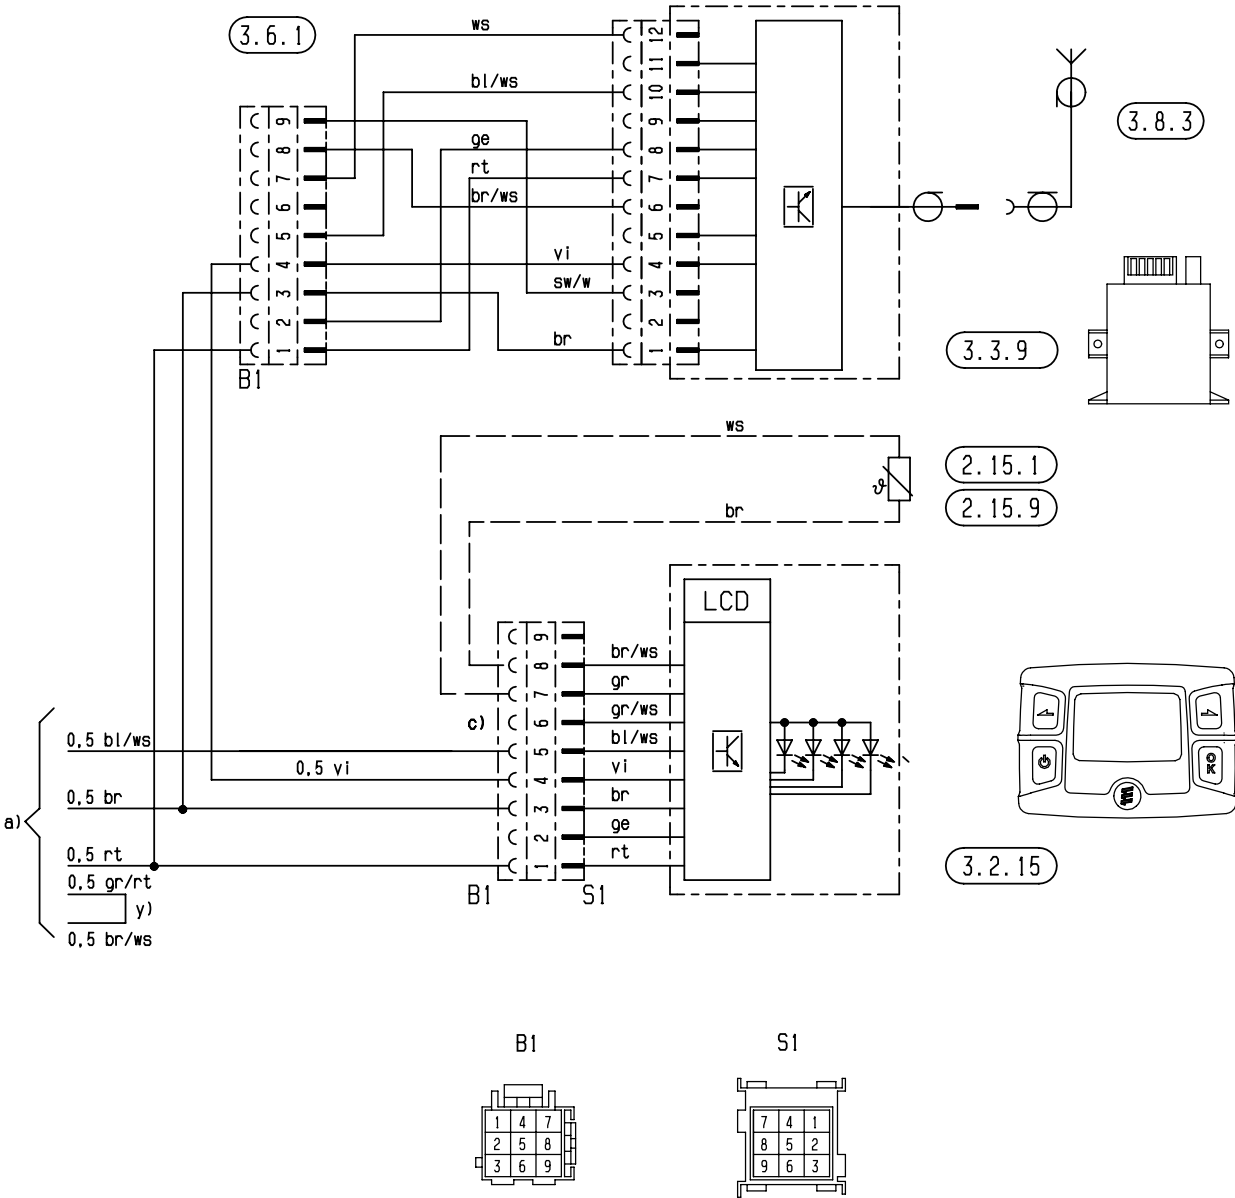 3.6.1
ws
12
11
bl/ws
10
3.8.3
9
9
8
ge
8
7
rt
7
6
br/ws
6
5
5
4
vi
4
3
sw/w
3
2
2
1
br
1
3.3.9
B1
ws
2.15.1
br
2.15.9
LCD
9
8
br/ws
7
gr
c)
6
gr/ws
0,5 bl/ws
5
bl/ws
0,5 vi
4
vi
0,5 br
3
br
OK
a)
2
ge
0,5 rt
1
rt
3.2.15
0,5 gr/rt
B1
S1
y)
0,5 br/ws
B1
S1
1 4 7
2 5 8
3 6 9
7 4 1
8 5 2
9 6 3